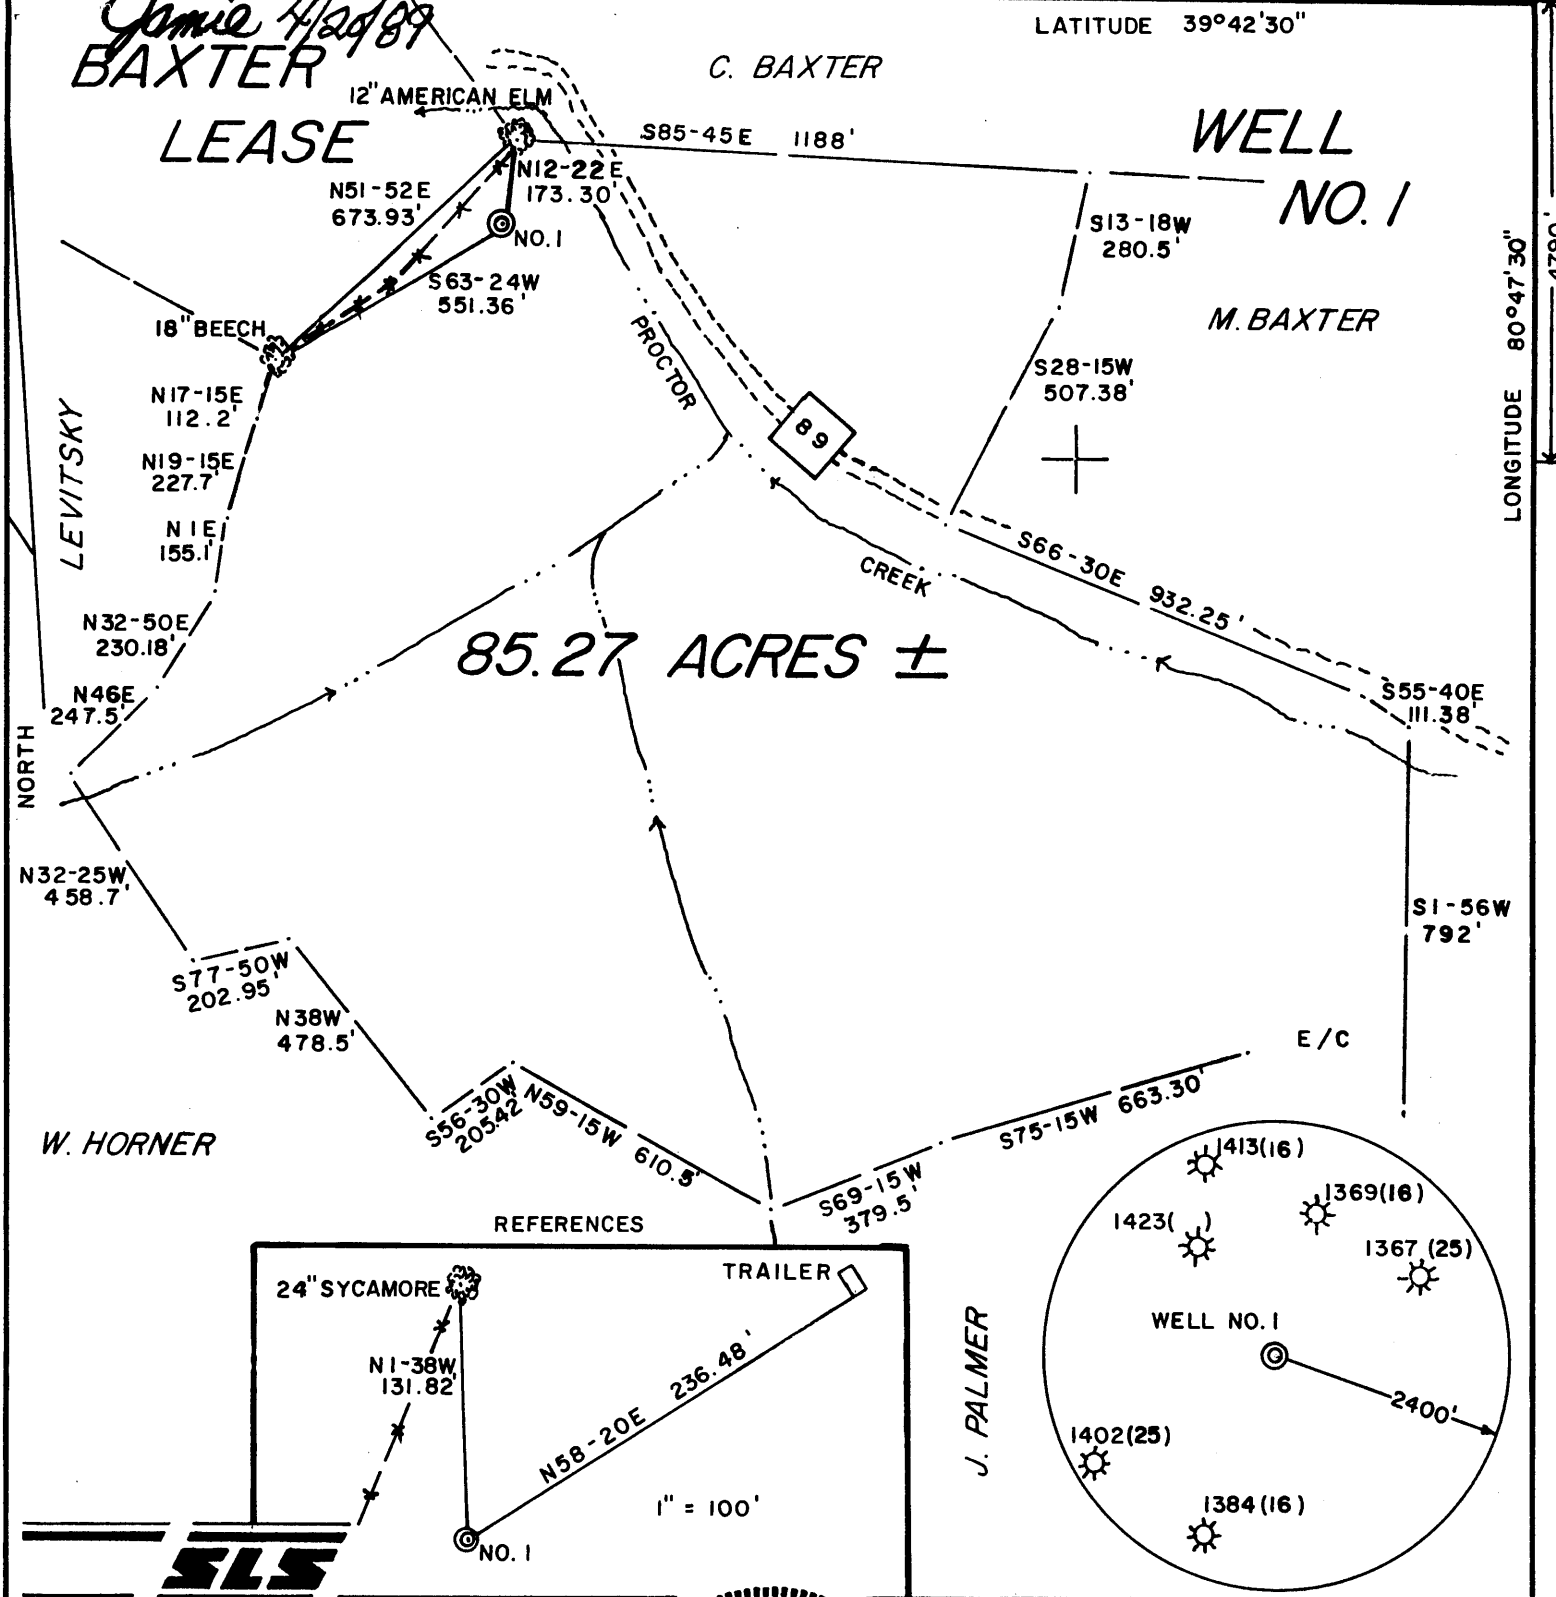 Jamie 4/20/89
LATITUDE 39°42'30"
BAXTER
LEASE
C. BAXTER
WELL
NO. 1
12" AMERICAN ELM
S85-45E 1188'
N12-22E
173.30'
N51-52E
673.93'
NO. 1
S63-24W
551.36'
S13-18W
280.5'
LONGITUDE 80°47'30"
4790'
M. BAXTER
18" BEECH
PROCTOR
S28-15W
507.38'
N17-15E
112.2'
89
LEVITSKY
N19-15E
227.7'
N1E
155.1'
CREEK
S66-30E 932.25'
N32-50E
230.18'
85.27 ACRES ±
N46E
247.5'
S55-40E
111.38'
NORTH
N32-25W
458.7'
S1-56W
792'
S77-50W
202.95'
N38W
478.5'
E/C
S56-30W
205.42'
N59-15W 610.5'
S75-15W 663.30'
S69-15W
379.5'
W. HORNER
REFERENCES
24" SYCAMORE
TRAILER
N1-38W
131.82'
236.48'
N58-20E
1" = 100'
NO. 1
SLS
J. PALMER
1413(16)
1369(16)
1423( )
1367 (25)
WELL NO. 1
2400'
1402(25)
1384(16)